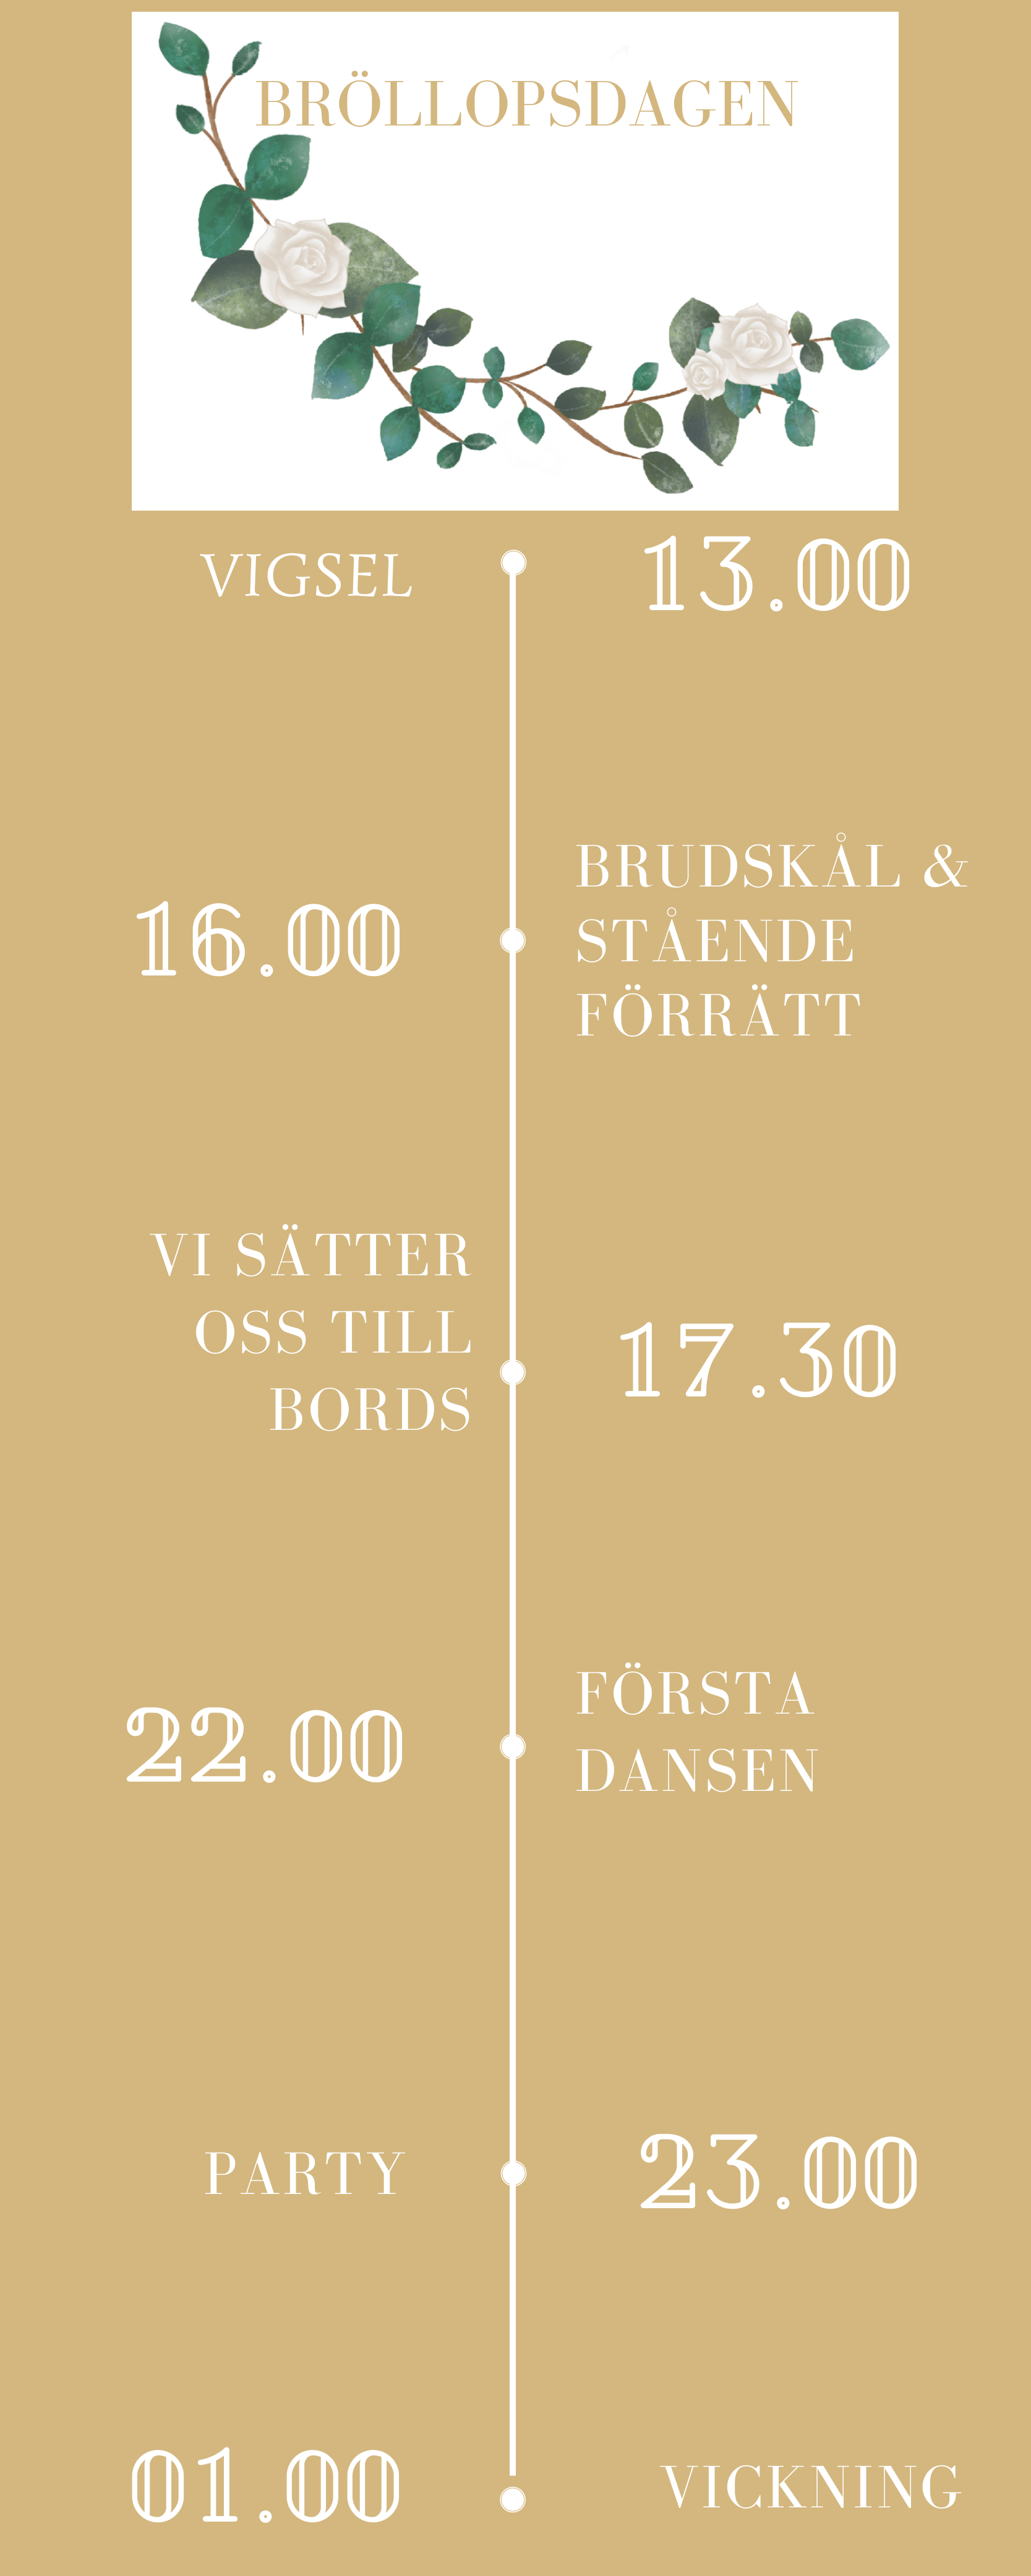 BRÖLLOPSDAGEN
VIGSEL
13.00
16.00
BRUDSKÅL &
STÅENDE
FÖRRÄTT
VI SÄTTER
OSS TILL
BORDS
17.30
22.00
FÖRSTA
DANSEN
PARTY
23.00
01.00
VICKNING